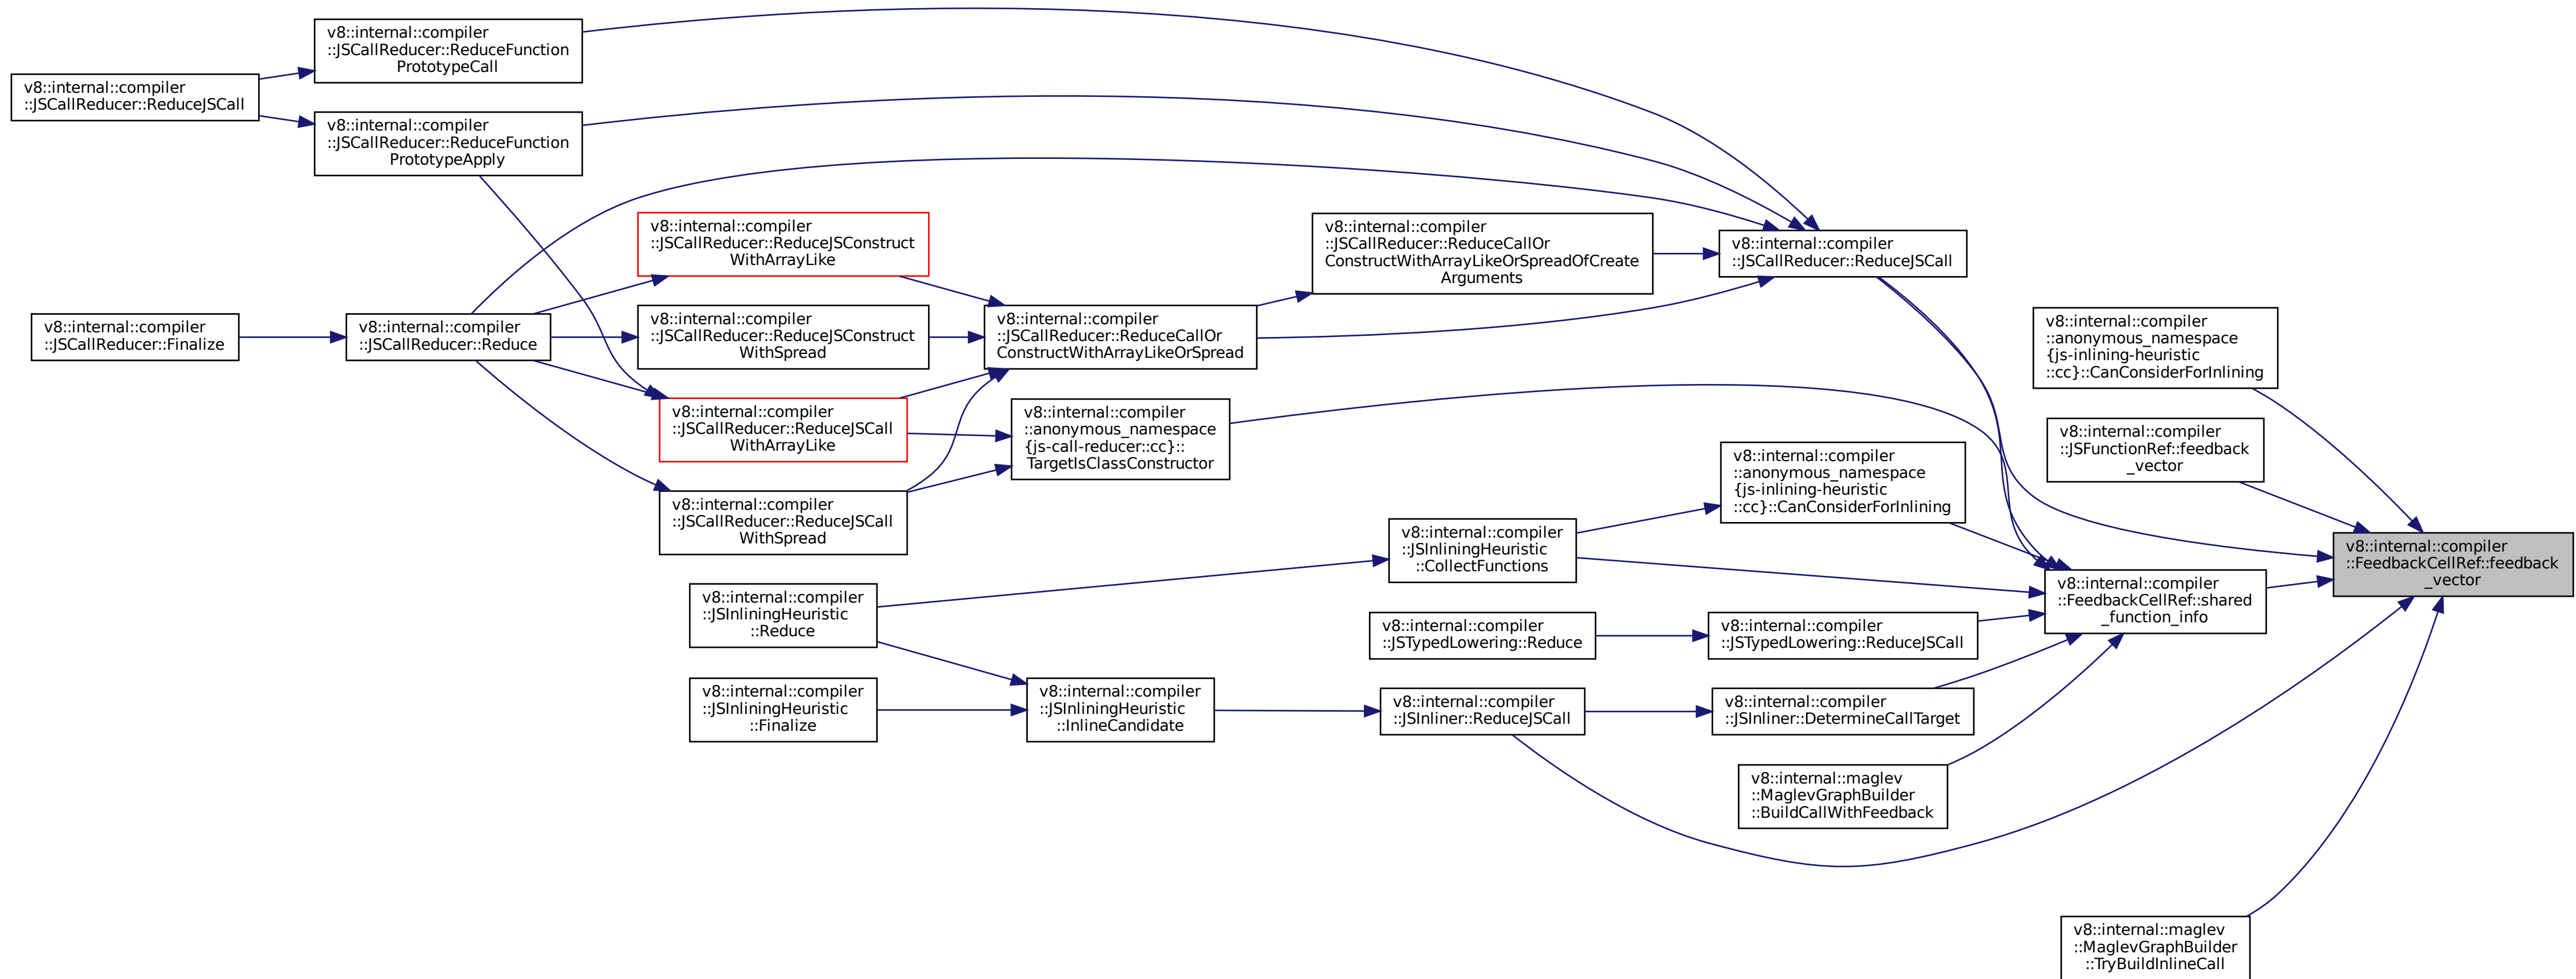 v8::internal::compiler
::JSCallReducer::ReduceFunction
PrototypeCall
v8::internal::compiler
::JSCallReducer::ReduceJSCall
v8::internal::compiler
::JSCallReducer::ReduceFunction
PrototypeApply
v8::internal::compiler
::JSCallReducer::ReduceJSConstruct
WithArrayLike
v8::internal::compiler
::JSCallReducer::ReduceCallOr
ConstructWithArrayLikeOrSpreadOfCreate
Arguments
v8::internal::compiler
::JSCallReducer::ReduceJSCall
v8::internal::compiler
::JSCallReducer::Finalize
v8::internal::compiler
::JSCallReducer::Reduce
v8::internal::compiler
::JSCallReducer::ReduceJSConstruct
WithSpread
v8::internal::compiler
::JSCallReducer::ReduceCallOr
ConstructWithArrayLikeOrSpread
v8::internal::compiler
::anonymous_namespace
{js-inlining-heuristic
::cc}::CanConsiderForInlining
v8::internal::compiler
::JSCallReducer::ReduceJSCall
WithArrayLike
v8::internal::compiler
::anonymous_namespace
{js-call-reducer::cc}::
TargetIsClassConstructor
v8::internal::compiler
::JSFunctionRef::feedback
_vector
v8::internal::compiler
::anonymous_namespace
{js-inlining-heuristic
::cc}::CanConsiderForInlining
v8::internal::compiler
::JSCallReducer::ReduceJSCall
WithSpread
v8::internal::compiler
::JSInliningHeuristic
::CollectFunctions
v8::internal::compiler
::FeedbackCellRef::feedback
_vector
v8::internal::compiler
::JSInliningHeuristic
::Reduce
v8::internal::compiler
::JSTypedLowering::Reduce
v8::internal::compiler
::JSTypedLowering::ReduceJSCall
v8::internal::compiler
::FeedbackCellRef::shared
_function_info
v8::internal::compiler
::JSInliningHeuristic
::Finalize
v8::internal::compiler
::JSInliningHeuristic
::InlineCandidate
v8::internal::compiler
::JSInliner::ReduceJSCall
v8::internal::compiler
::JSInliner::DetermineCallTarget
v8::internal::maglev
::MaglevGraphBuilder
::BuildCallWithFeedback
v8::internal::maglev
::MaglevGraphBuilder
::TryBuildInlineCall